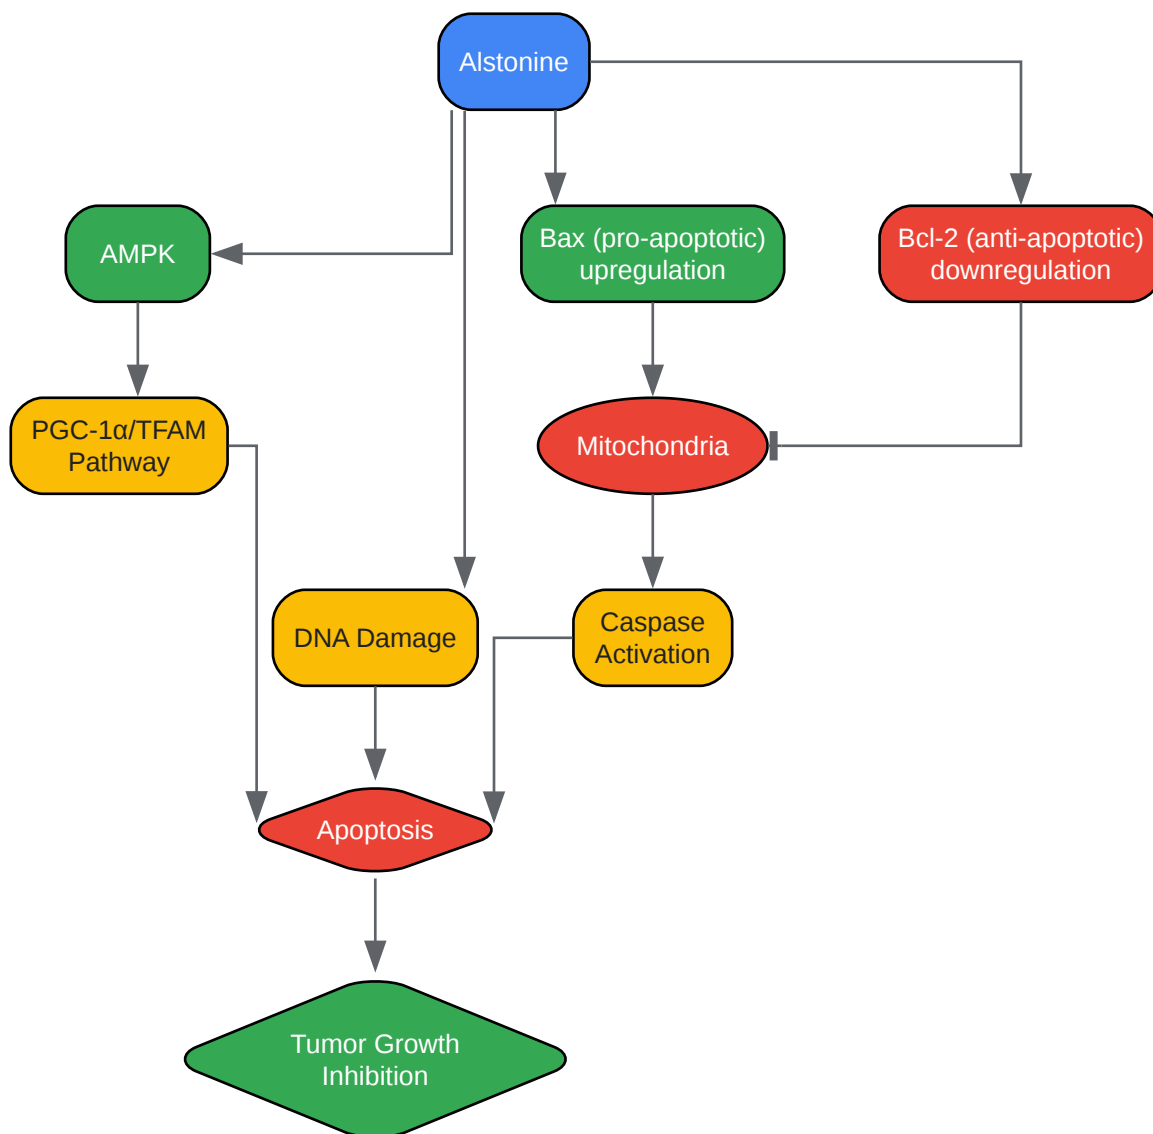 Alstonine
AMPK
Bax (pro-apoptotic)
upregulation
Bcl-2 (anti-apoptotic)
downregulation
PGC-1α/TFAM
Pathway
Mitochondria
DNA Damage
Caspase
Activation
Apoptosis
Tumor Growth
Inhibition